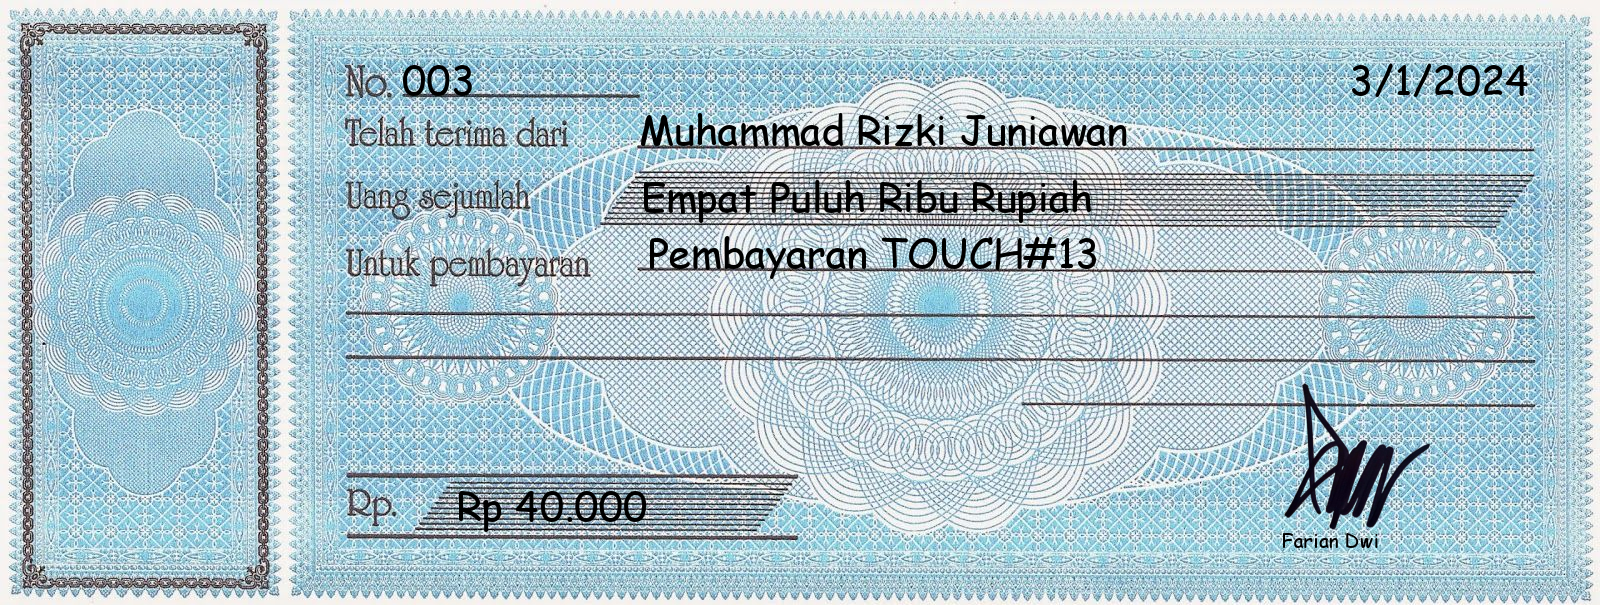 No. 003 3/1/2024
Telah terima dari Muhammad Rizki Juniawan
Uang sejumlah Empat Puluh Ribu Rupiah
Untuk pembayaran Pembayaran TOUCH#13
Rp. Rp 40.000
Farian Dwi